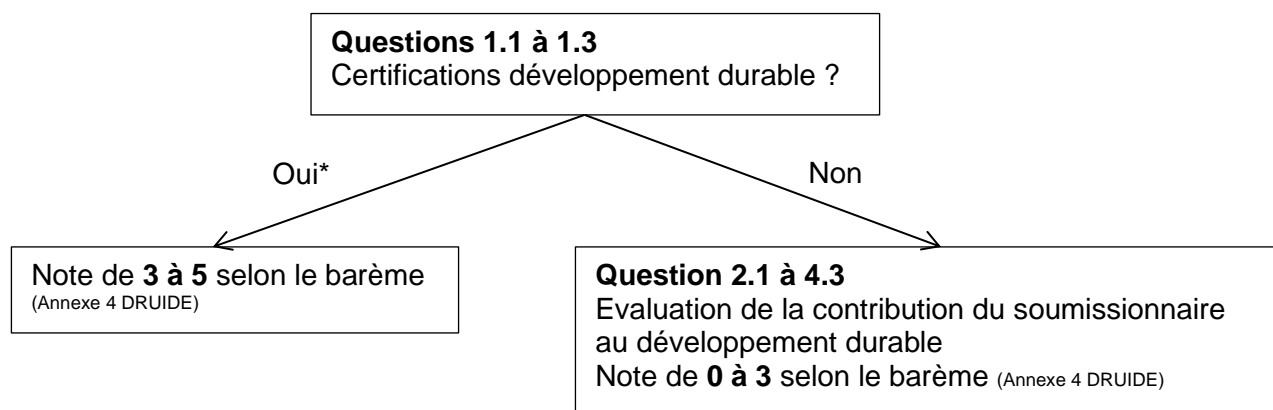 Questions 1.1 à 1.3
Certifications développement durable ?
Oui*
Non
Note de 3 à 5 selon le barème
(Annexe 4 DRUIDE)
Question 2.1 à 4.3
Evaluation de la contribution du soumissionnaire
au développement durable
Note de 0 à 3 selon le barème (Annexe 4 DRUIDE)